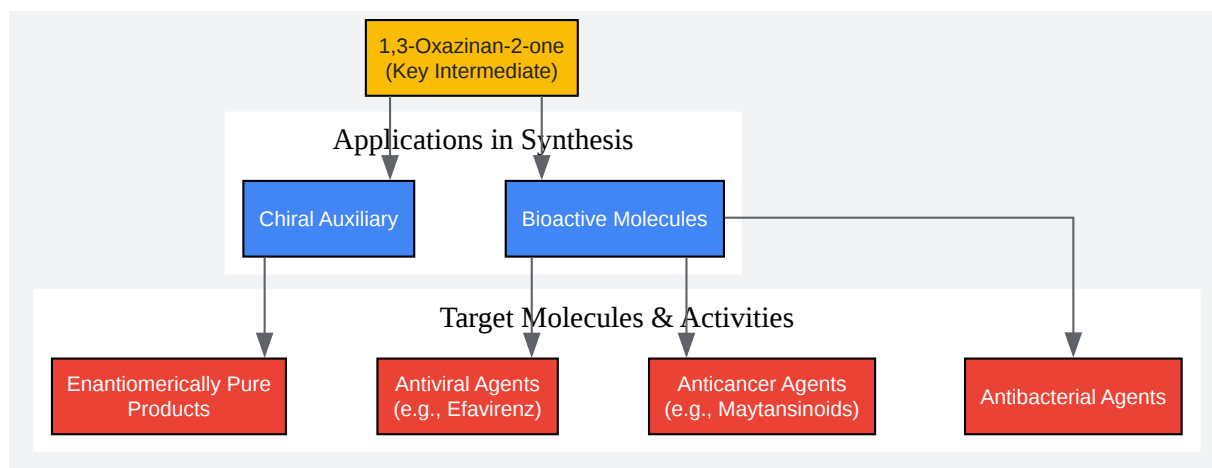 1,3-Oxazinan-2-one
(Key Intermediate)
Applications in Synthesis
Chiral Auxiliary
Bioactive Molecules
Target Molecules & Activities
Enantiomerically Pure
Products
Antiviral Agents
(e.g., Efavirenz)
Anticancer Agents
(e.g., Maytansinoids)
Antibacterial Agents